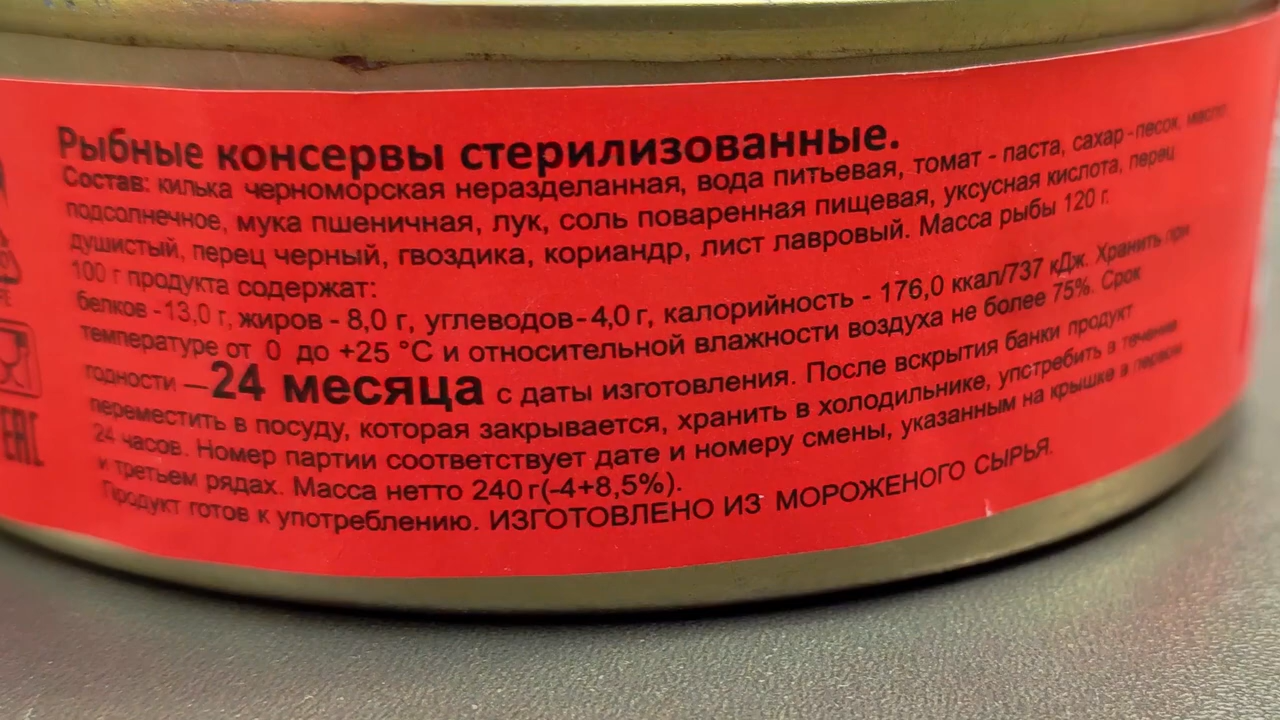 Рыбные консервы стерилизованные.
Состав: килька черноморская неразделанная, вода питьевая, томат - паста, сахар-песок, масло
подсолнечное, мука пшеничная, лук, соль поваренная пищевая, уксусная кислота, перец
душистый, перец черный, гвоздика, кориандр, лист лавровый. Масса рыбы 120 г.
100 г продукта содержат:
белков -13,0 г, жиров - 8,0 г, углеводов-4,0 г, калорийность - 176,0 ккал/737 кДж. Хранить при
температуре от 0 до +25 °С и относительной влажности воздуха не более 75%. Срок
годности —24 месяца с даты изготовления. После вскрытия банки продукт
переместить в посуду, которая закрывается, хранить в холодильнике, употребить в течение
24 часов. Номер партии соответствует дате и номеру смены, указанным на крышке в первом
и третьем рядах. Масса нетто 240 г(-4+8,5%).
Продукт готов к употреблению. ИЗГОТОВЛЕНО ИЗ МОРОЖЕНОГО СЫРЬЯ.